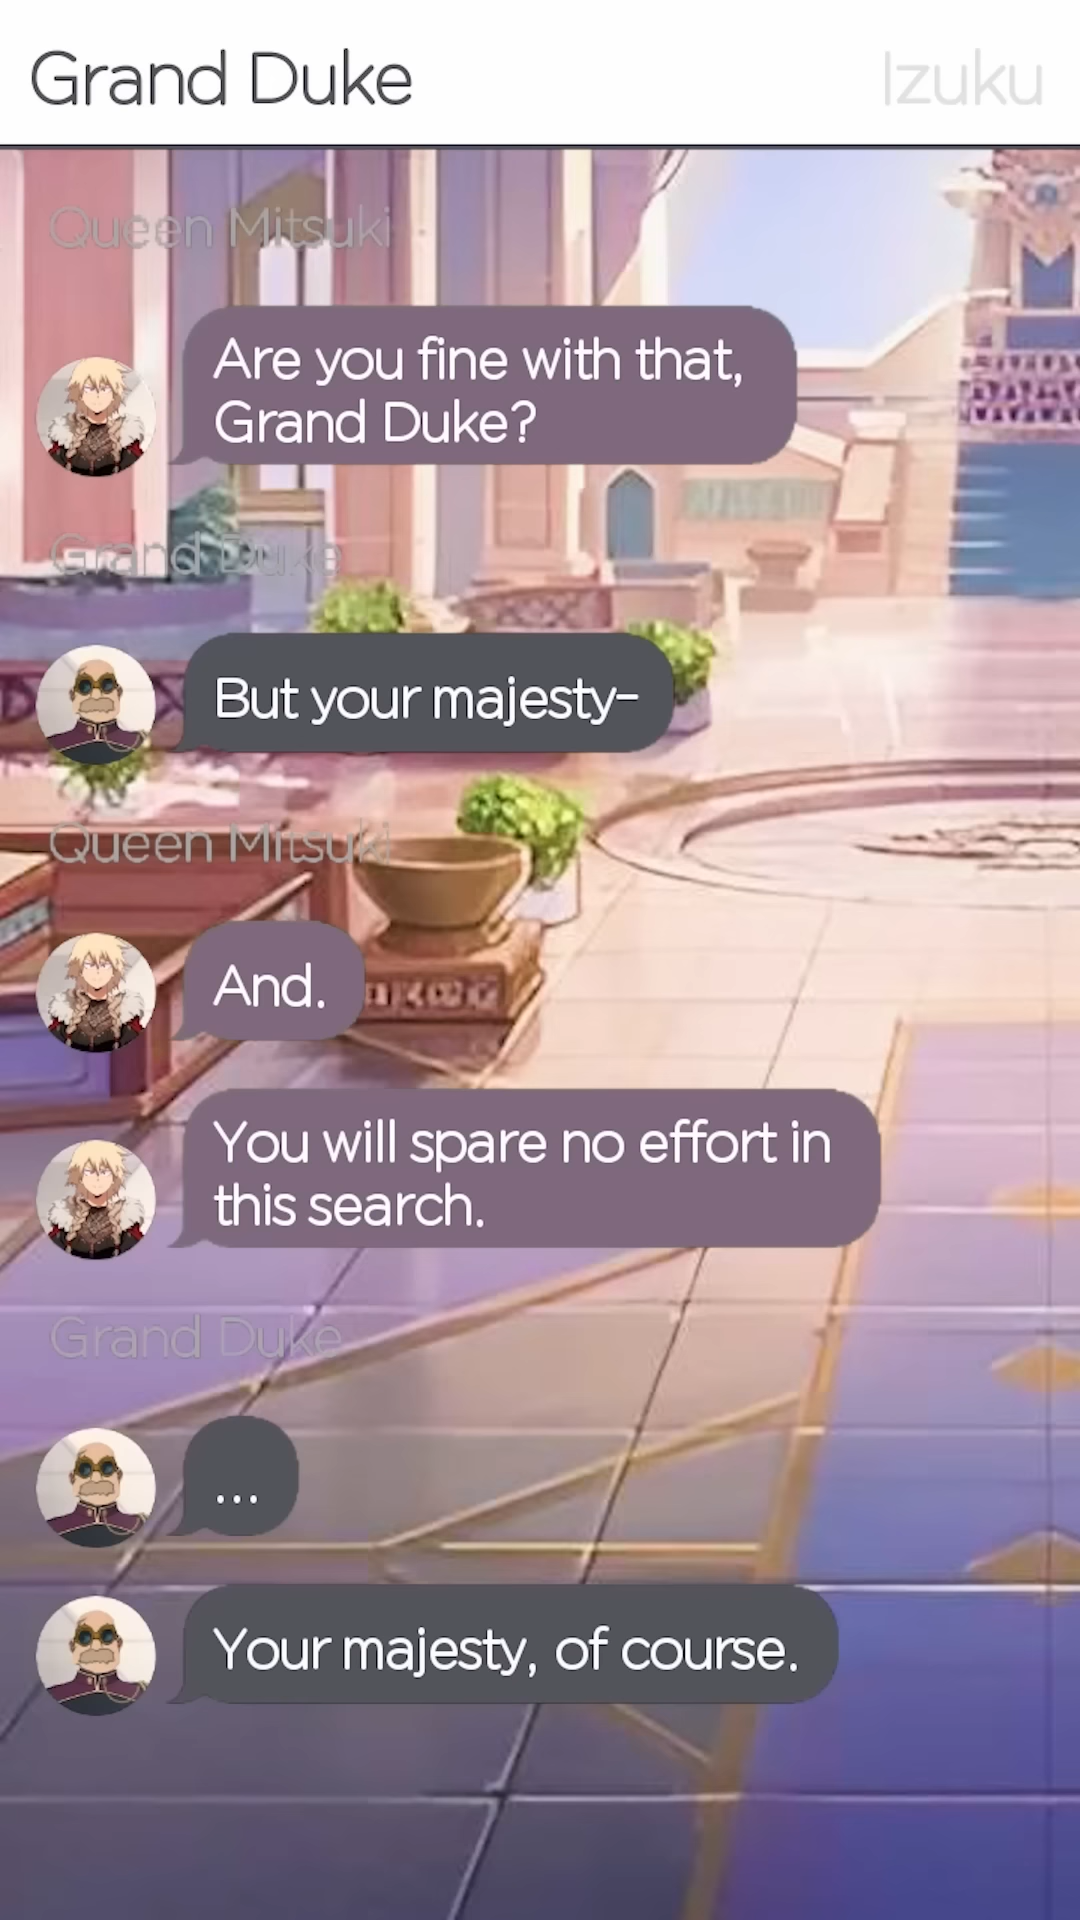 Grand Duke
Izuku
Queen Mitsuki
Are you fine with that,
Grand Duke?
Grand Duke
But your majesty-
Queen Mitsuki
And.
You will spare no effort in
this search.
Grand Duke
...
Your majesty, of course.